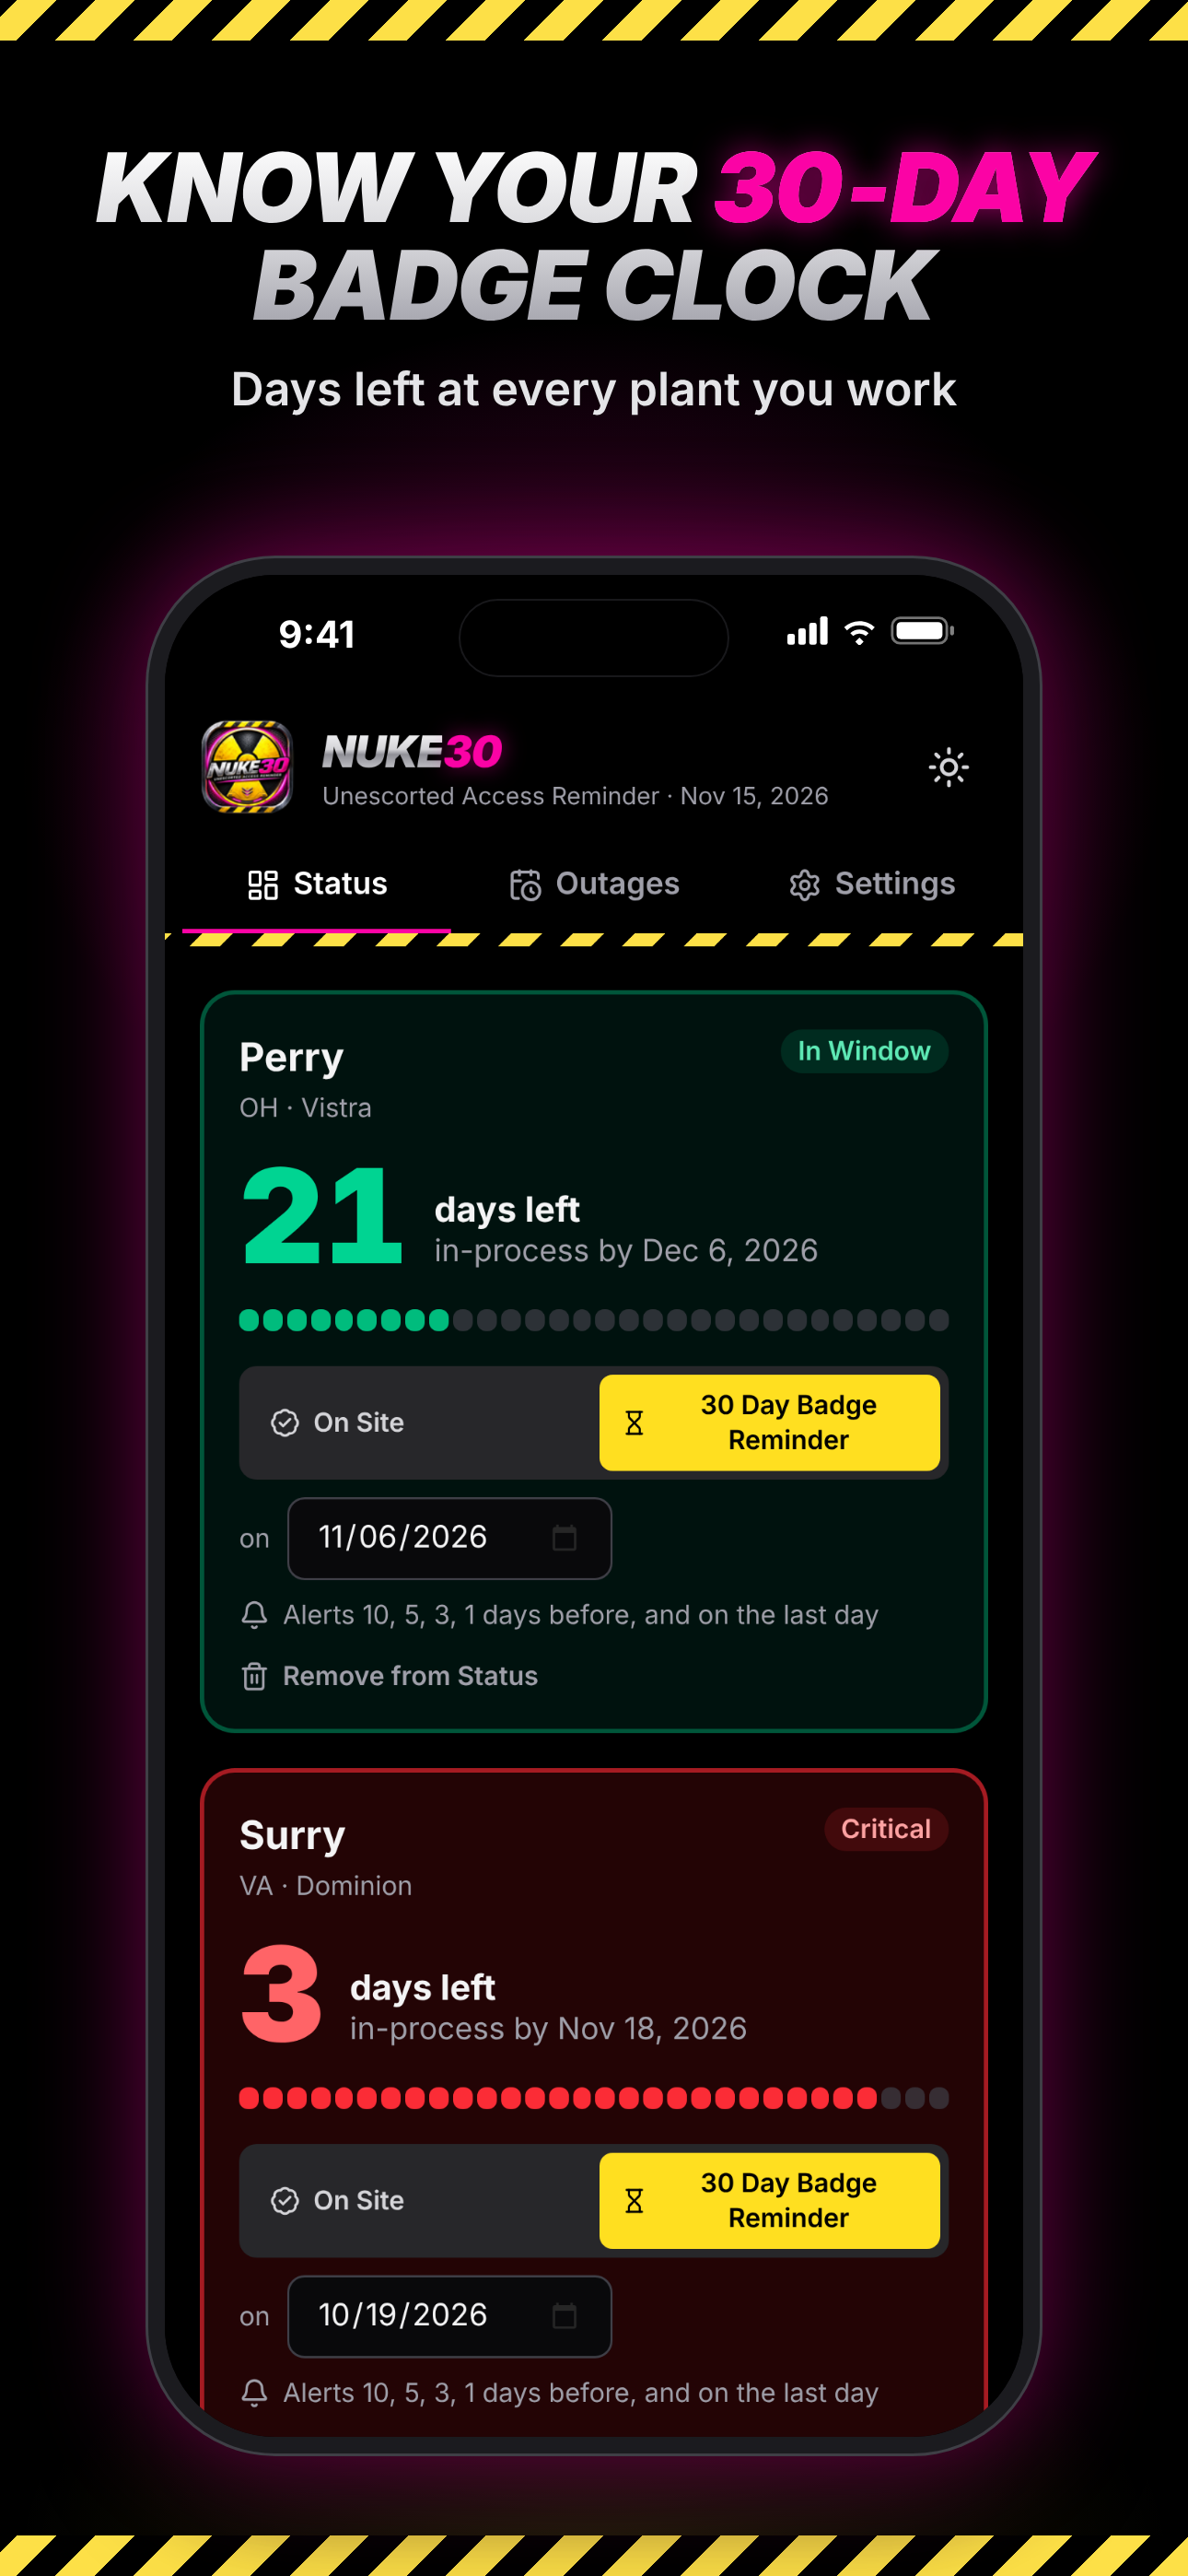 KNOW YOUR 30-DAY
BADGE CLOCK
Days left at every plant you work
9:41
NUKE30
NUKE30
UNESCORTED ACCESS REMINDER
Unescorted Access Reminder · Nov 15, 2026
Status
Outages
Settings
Perry
In Window
OH · Vistra
21
days left
in-process by Dec 6, 2026
On Site
30 Day Badge
Reminder
on
11/06/2026
Alerts 10, 5, 3, 1 days before, and on the last day
Remove from Status
Surry
Critical
VA · Dominion
3
days left
in-process by Nov 18, 2026
On Site
30 Day Badge
Reminder
on
10/19/2026
Alerts 10, 5, 3, 1 days before, and on the last day